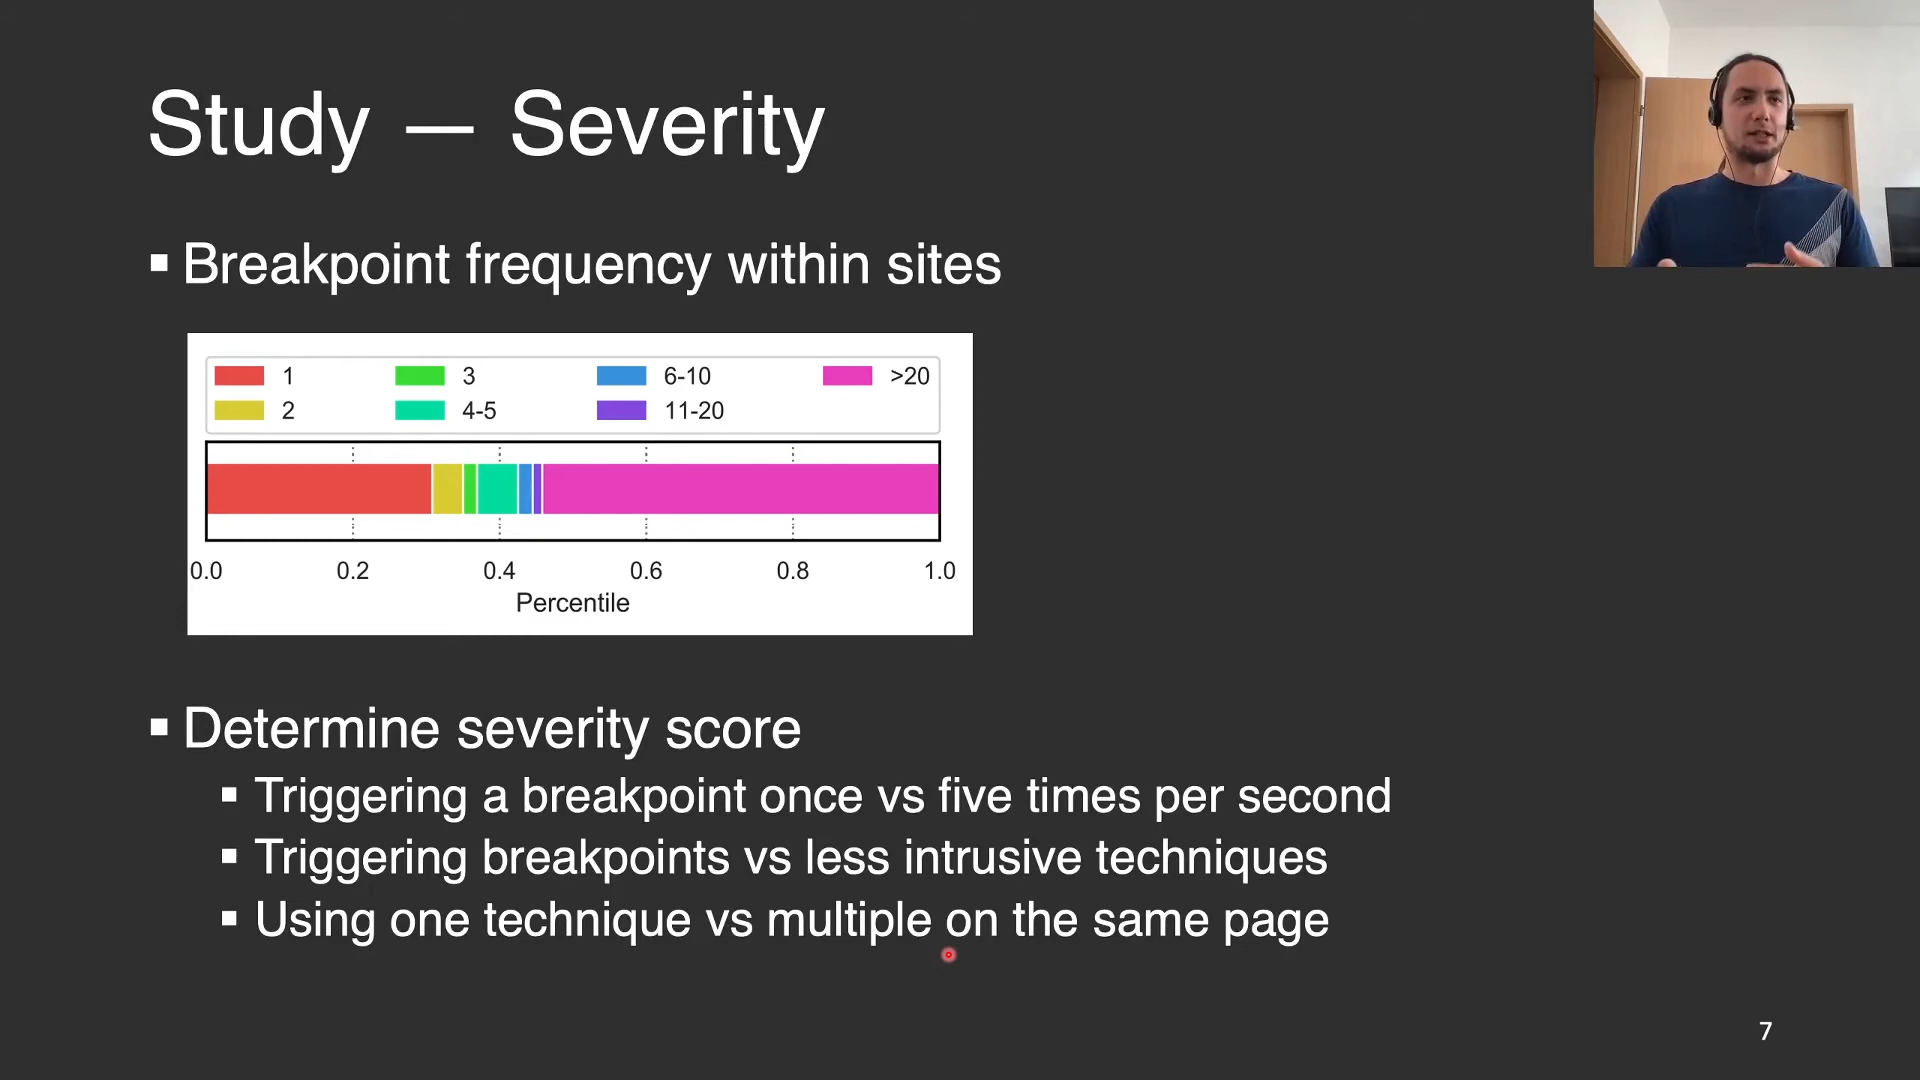 Study — Severity
Breakpoint frequency within sites
1 3 6-10 >20
2 4-5 11-20
0.0 0.2 0.4 0.6 0.8 1.0
Percentile
Determine severity score
Triggering a breakpoint once vs five times per second
Triggering breakpoints vs less intrusive techniques
Using one technique vs multiple on the same page
7